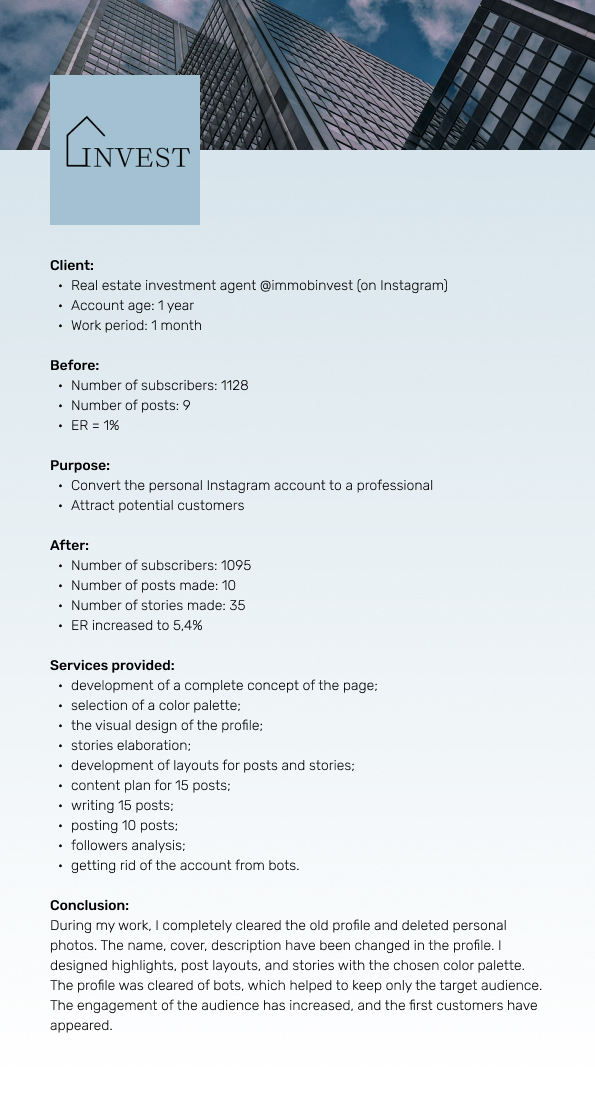 INVEST
Client:
• Real estate investment agent @immobinvest (on Instagram)
• Account age: 1 year
• Work period: 1 month
Before:
• Number of subscribers: 1128
• Number of posts: 9
• ER = 1%
Purpose:
• Convert the personal Instagram account to a professional
• Attract potential customers
After:
• Number of subscribers: 1095
• Number of posts made: 10
• Number of stories made: 35
• ER increased to 5,4%
Services provided:
• development of a complete concept of the page;
• selection of a color palette;
• the visual design of the profile;
• stories elaboration;
• development of layouts for posts and stories;
• content plan for 15 posts;
• writing 15 posts;
• posting 10 posts;
• followers analysis;
• getting rid of the account from bots.
Conclusion:
During my work, I completely cleared the old profile and deleted personal
photos. The name, cover, description have been changed in the profile. I
designed highlights, post layouts, and stories with the chosen color palette.
The profile was cleared of bots, which helped to keep only the target audience.
The engagement of the audience has increased, and the first customers have
appeared.